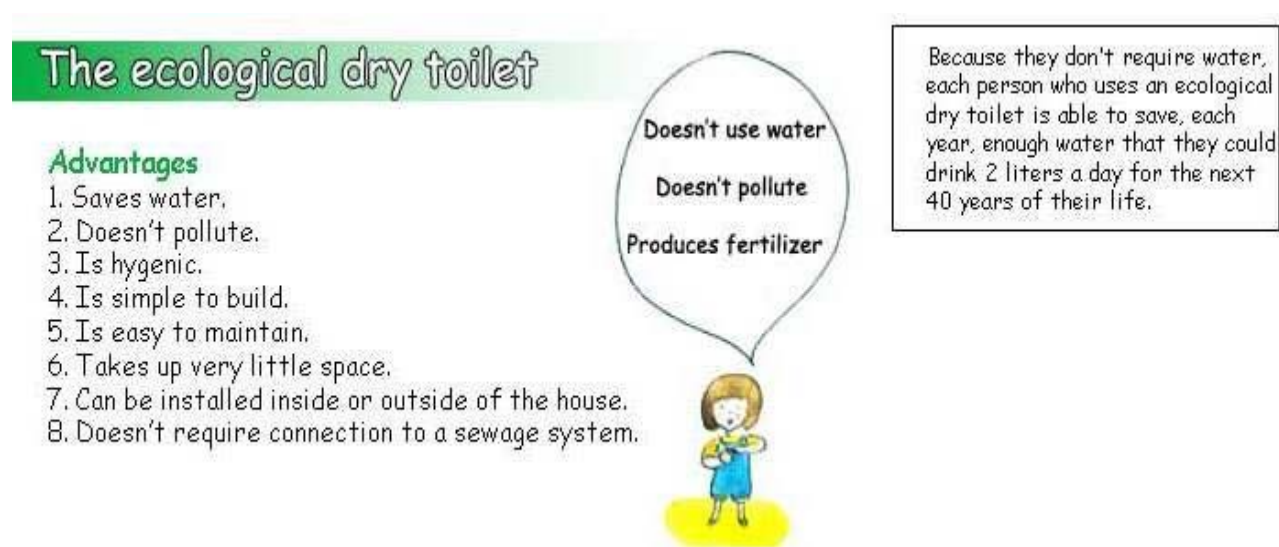 The ecological dry toilet
Advantages
1. Saves water.
2. Doesn't pollute.
3. Is hygenic.
4. Is simple to build.
5. Is easy to maintain.
6. Takes up very little space.
7. Can be installed inside or outside of the house.
8. Doesn't require connection to a sewage system.
Doesn't use water
Doesn't pollute
Produces fertilizer
Because they don't require water,
each person who uses an ecological
dry toilet is able to save, each
year, enough water that they could
drink 2 liters a day for the next
40 years of their life.